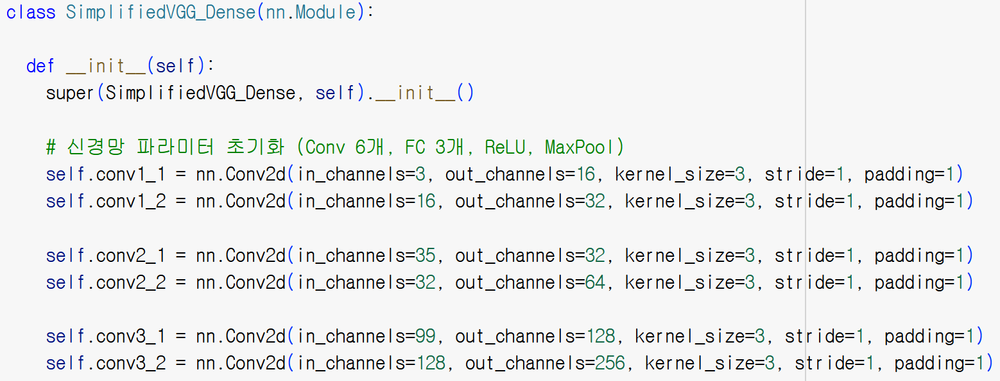 class SimplifiedVGG_Dense(nn.Module):
def __init__(self):
super(SimplifiedVGG_Dense, self).__init__()
# 신경망 파라미터 초기화 (Conv 6개, FC 3개, ReLU, MaxPool)
self.conv1_1 = nn.Conv2d(in_channels=3, out_channels=16, kernel_size=3, stride=1, padding=1)
self.conv1_2 = nn.Conv2d(in_channels=16, out_channels=32, kernel_size=3, stride=1, padding=1)
self.conv2_1 = nn.Conv2d(in_channels=35, out_channels=32, kernel_size=3, stride=1, padding=1)
self.conv2_2 = nn.Conv2d(in_channels=32, out_channels=64, kernel_size=3, stride=1, padding=1)
self.conv3_1 = nn.Conv2d(in_channels=99, out_channels=128, kernel_size=3, stride=1, padding=1)
self.conv3_2 = nn.Conv2d(in_channels=128, out_channels=256, kernel_size=3, stride=1, padding=1)